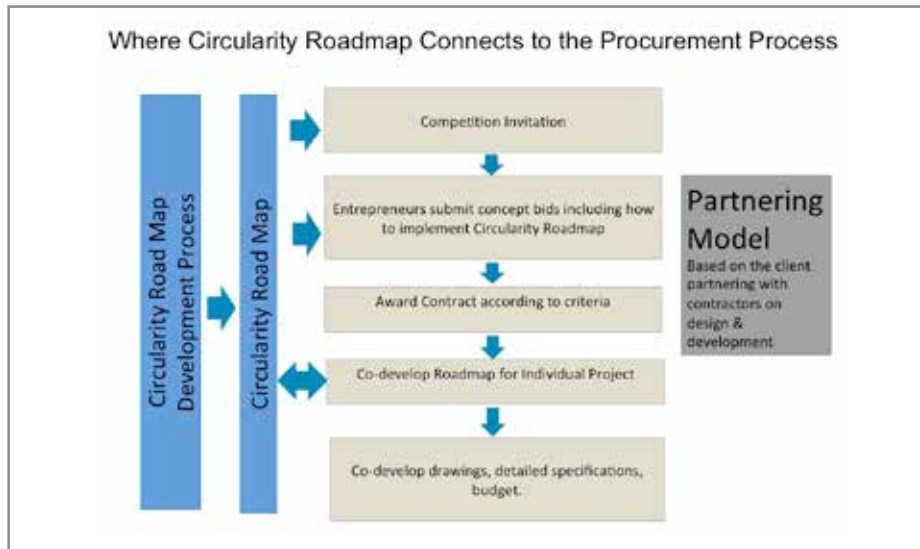 Where Circularity Roadmap Connects to the Procurement Process
Circularity Road Map
Development Process
Circularity Road Map
Competition Invitation
Entrepreneurs submit concept bids including how
to implement Circularity Roadmap
Award Contract according to criteria
Co-develop Roadmap for Individual Project
Co-develop drawings, detailed specifications,
budget.
Partnering
Model
Based on the client
partnering with
contractors on
design &
development